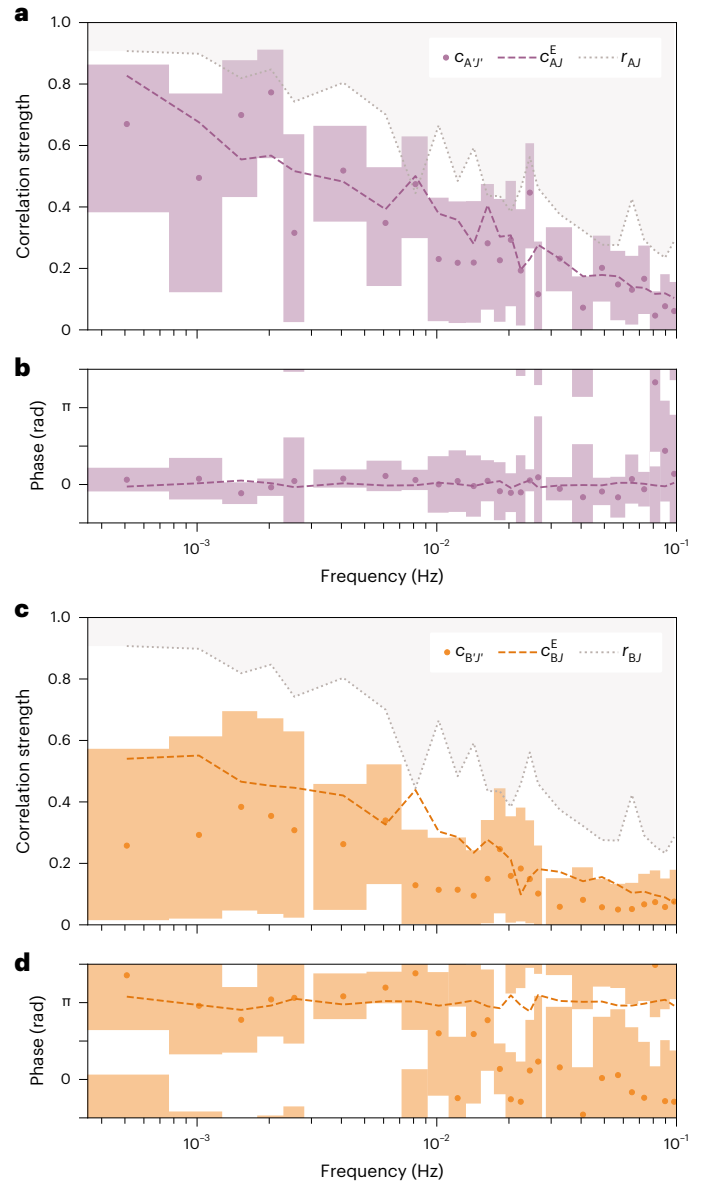 a
1.0
c_A′J′ c^E_AJ r_AJ
0.8
0.6
0.4
0.2
0
Correlation strength
b
π
0
Phase (rad)
10⁻³ 10⁻² 10⁻¹
Frequency (Hz)
c
1.0
c_B′J′ c^E_BJ r_BJ
0.8
0.6
0.4
0.2
0
Correlation strength
d
π
0
Phase (rad)
10⁻³ 10⁻² 10⁻¹
Frequency (Hz)